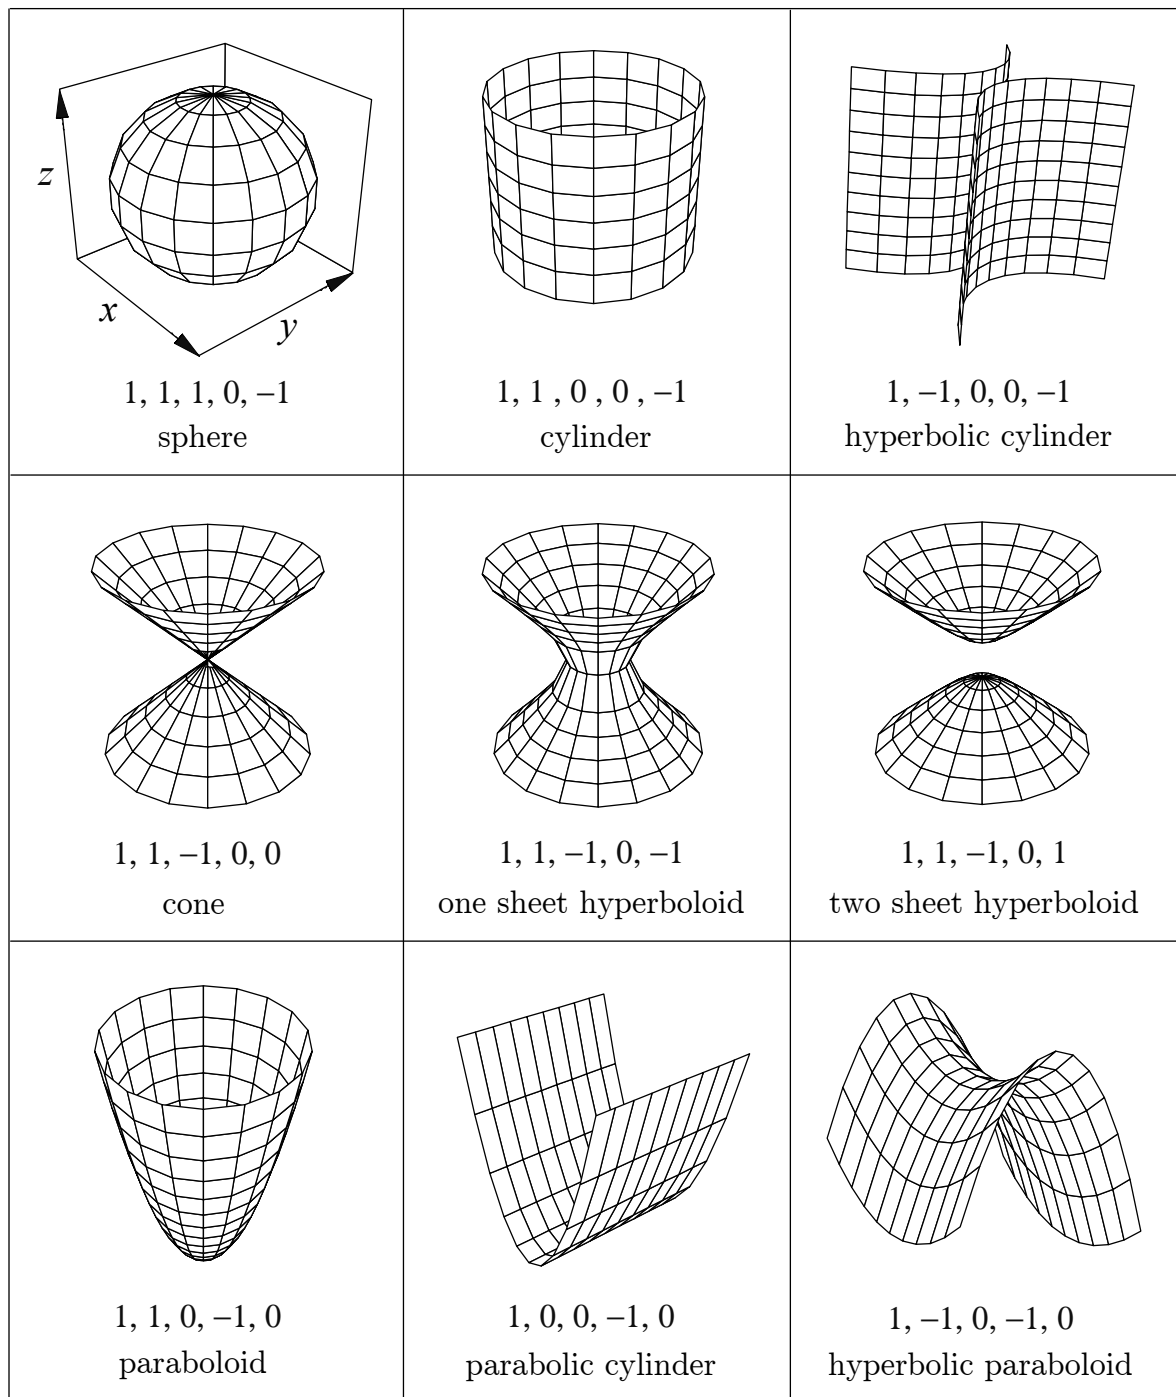 z
x
y
1, 1, 1, 0, –1
sphere
1, 1 , 0 , 0 , –1
cylinder
1, –1, 0, 0, –1
hyperbolic cylinder
1, 1, –1, 0, 0
cone
1, 1, –1, 0, –1
one sheet hyperboloid
1, 1, –1, 0, 1
two sheet hyperboloid
1, 1, 0, –1, 0
paraboloid
1, 0, 0, –1, 0
parabolic cylinder
1, –1, 0, –1, 0
hyperbolic paraboloid